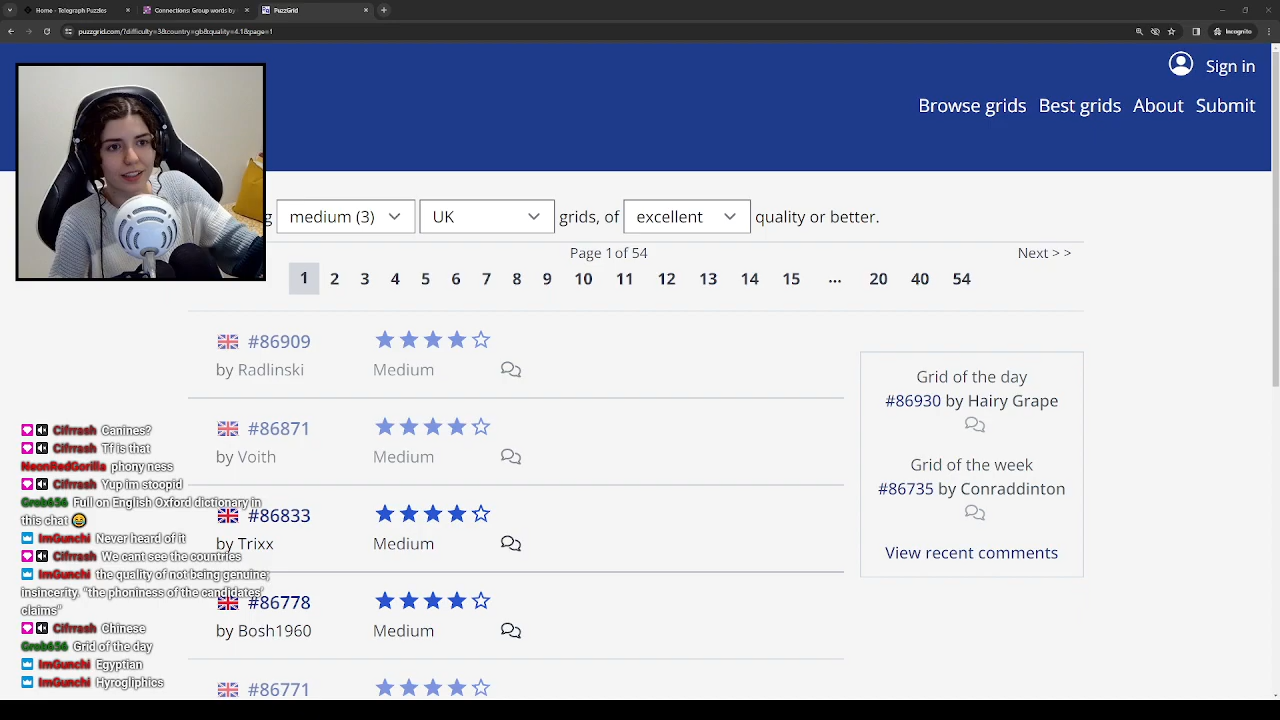 Home - Telegraph Puzzles
Connections: Group words by
PuzzGrid
puzzgrid.com/?difficulty=3&country=gb&quality=4.1&page=1
Incognito
Sign in
Browse grids Best grids About Submit
g medium (3) UK grids, of excellent quality or better.
Page 1 of 54 Next > >
1 2 3 4 5 6 7 8 9 10 11 12 13 14 15 ... 20 40 54
#86909
by Radlinski Medium
#86871
by Voith Medium
#86833
by Trixx Medium
#86778
by Bosh1960 Medium
#86771
Grid of the day
#86930 by Hairy Grape
Grid of the week
#86735 by Conraddinton
View recent comments
Cifrrash Canines?
Cifrrash Tf is that
NeonRedGorilla phony ness
Cifrrash Yup im stoopid
Grob656 Full on English Oxford dictionary in
this chat
ImGunchi Never heard of it
Cifrrash We cant see the countries
ImGunchi the quality of not being genuine;
insincerity. "the phoniness of the candidates'
claims"
Cifrrash Chinese
Grob656 Grid of the day
ImGunchi Egyptian
ImGunchi Hyrogliphics